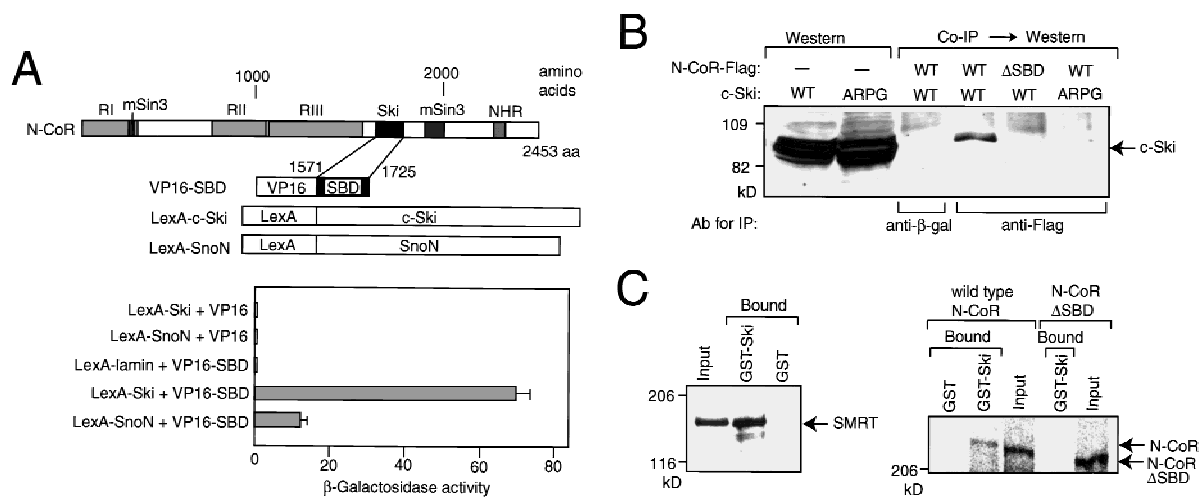 A
1000
2000
amino
acids
RI
mSin3
RII
RIII
Ski
mSin3
NHR
N-CoR
2453 aa
1571
1725
VP16-SBD
VP16
SBD
LexA-c-Ski
LexA
c-Ski
LexA-SnoN
LexA
SnoN
LexA-Ski + VP16
LexA-SnoN + VP16
LexA-lamin + VP16-SBD
LexA-Ski + VP16-SBD
LexA-SnoN + VP16-SBD
0 20 40 60 80
β-Galactosidase activity
B
Western
Co-IP → Western
N-CoR-Flag: — — WT WT ΔSBD WT
c-Ski: WT ARPG WT WT WT ARPG
109
82
kD
c-Ski
Ab for IP: anti-β-gal anti-Flag
C
Bound
Input
GST-Ski
GST
206
116
kD
SMRT
wild type
N-CoR
N-CoR
ΔSBD
Bound
Bound
GST
GST-Ski
Input
GST-Ski
Input
206
kD
N-CoR
N-CoR
ΔSBD